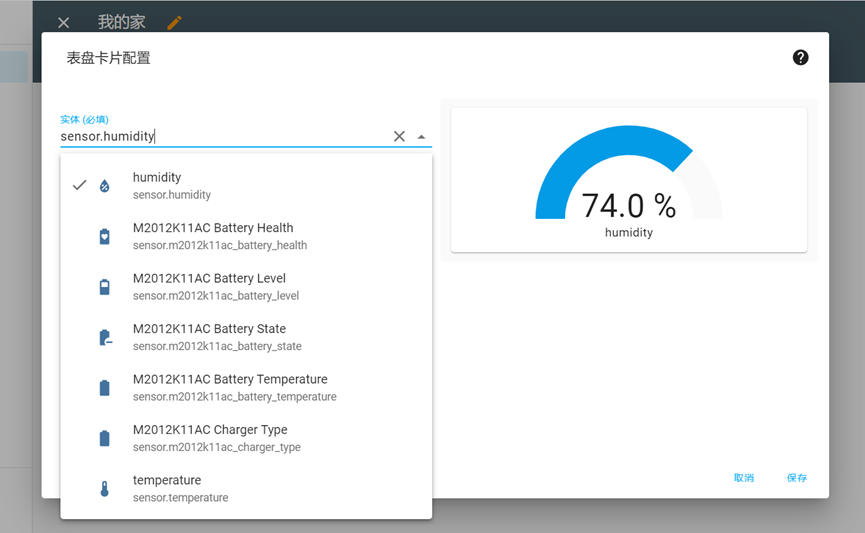 我的家
表盘卡片配置
实体 (必填)
sensor.humidity
humidity
sensor.humidity
M2012K11AC Battery Health
sensor.m2012k11ac_battery_health
M2012K11AC Battery Level
sensor.m2012k11ac_battery_level
M2012K11AC Battery State
sensor.m2012k11ac_battery_state
M2012K11AC Battery Temperature
sensor.m2012k11ac_battery_temperature
M2012K11AC Charger Type
sensor.m2012k11ac_charger_type
temperature
sensor.temperature
74.0 %
humidity
取消
保存